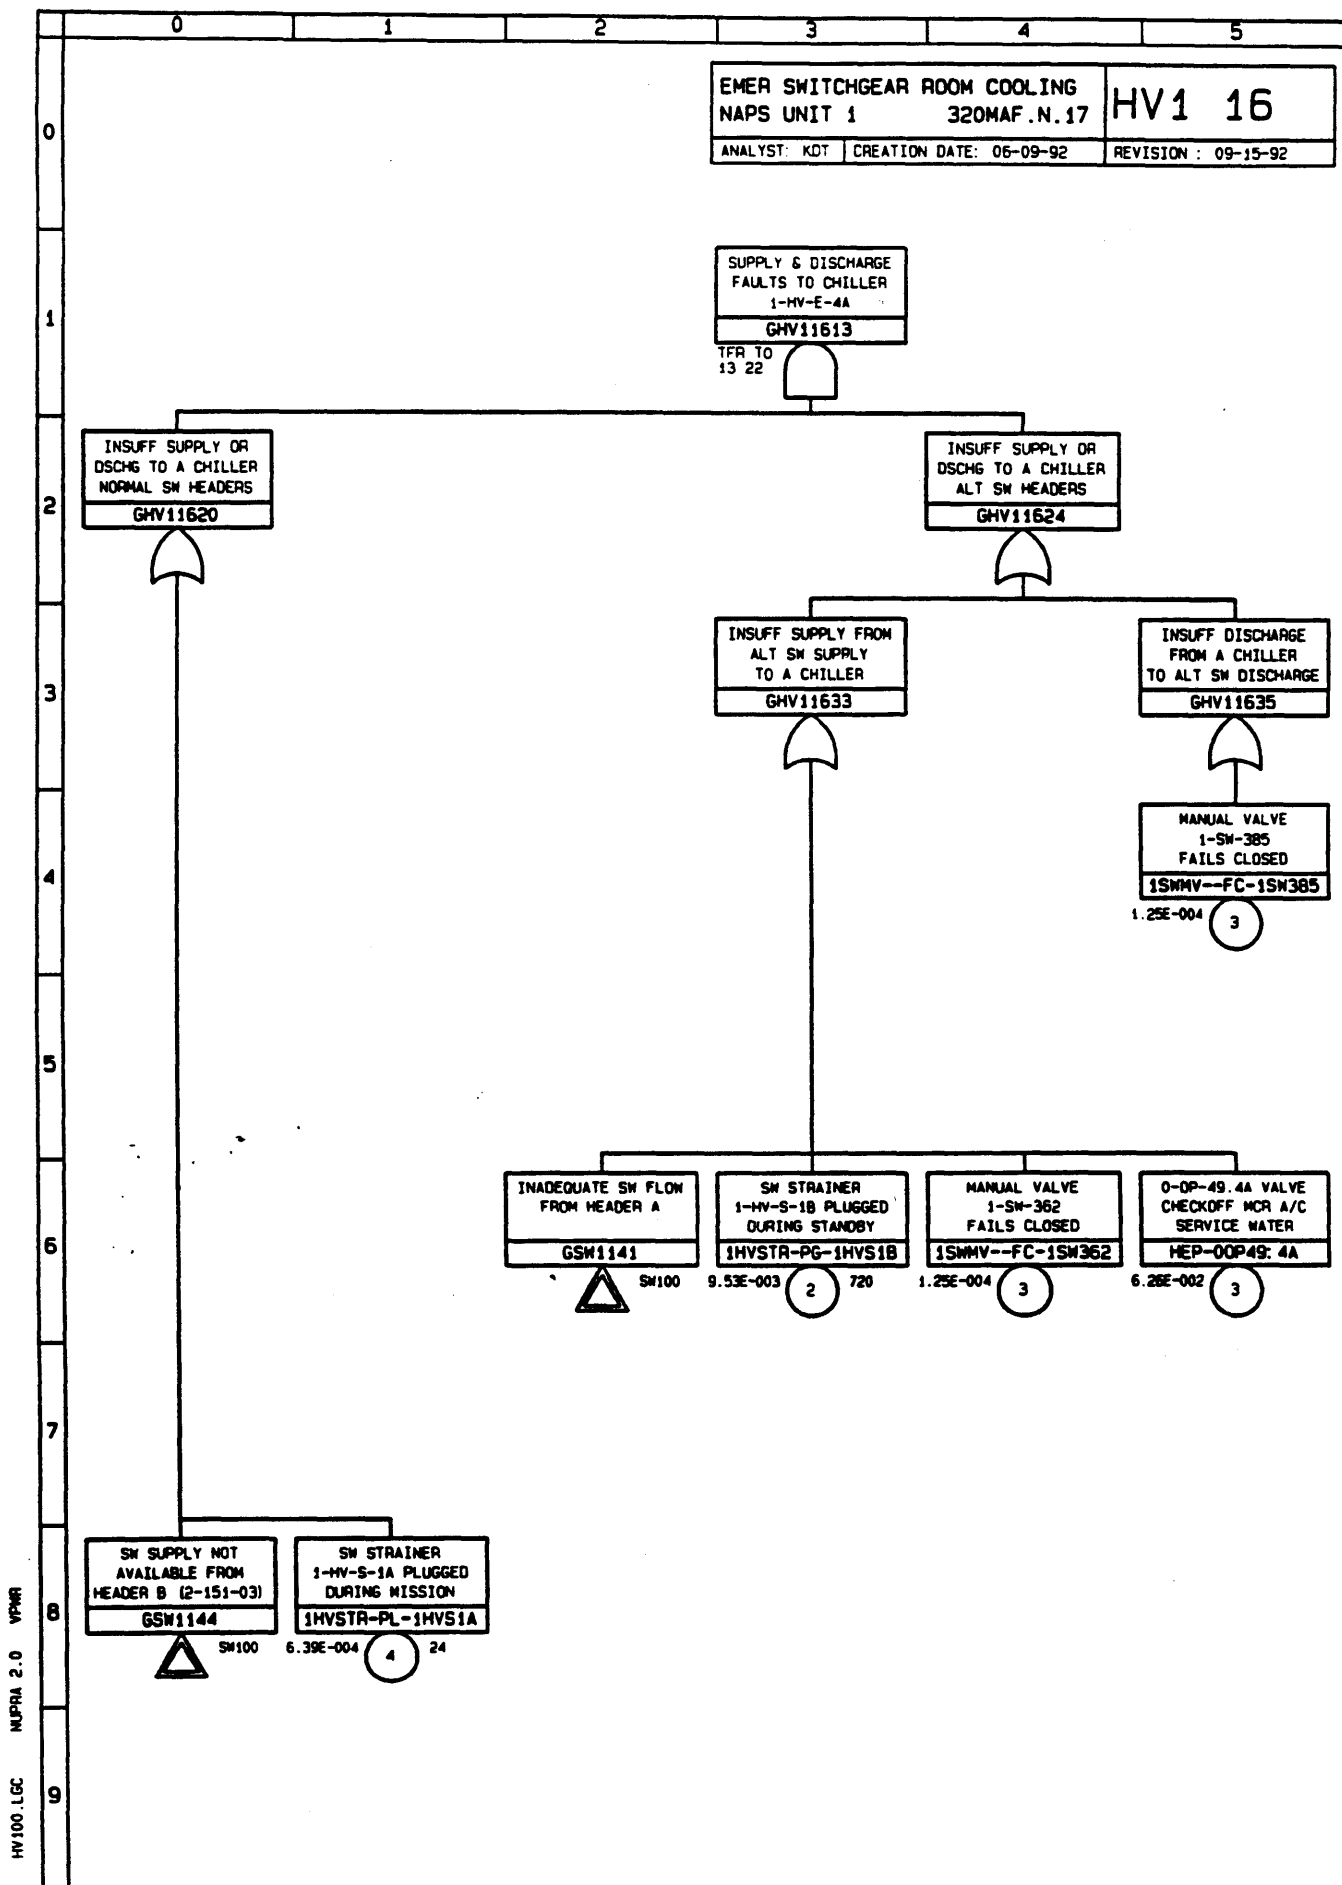 0 1 2 3 4 5
EMER SWITCHGEAR ROOM COOLING
NAPS UNIT 1 320MAF.N.17
HV1 16
ANALYST: KDT CREATION DATE: 06-09-92 REVISION : 09-15-92
0
SUPPLY & DISCHARGE
FAULTS TO CHILLER
1-HV-E-4A
GHV11613
TFR TO
13 22
1
INSUFF SUPPLY OR
DSCHG TO A CHILLER
NORMAL SW HEADERS
GHV11620
INSUFF SUPPLY OR
DSCHG TO A CHILLER
ALT SW HEADERS
GHV11624
2
INSUFF SUPPLY FROM
ALT SW SUPPLY
TO A CHILLER
GHV11633
INSUFF DISCHARGE
FROM A CHILLER
TO ALT SW DISCHARGE
GHV11635
3
MANUAL VALVE
1-SW-385
FAILS CLOSED
1SWMV--FC-1SW385
1.25E-004 3
4
5
INADEQUATE SW FLOW
FROM HEADER A
GSW1141
SW100
SW STRAINER
1-HV-S-1B PLUGGED
DURING STANDBY
1HVSTR-PG-1HVS1B
9.53E-003 2 720
MANUAL VALVE
1-SW-362
FAILS CLOSED
1SWMV--FC-1SW362
1.25E-004 3
0-OP-49.4A VALVE
CHECKOFF MCR A/C
SERVICE WATER
HEP-0OP49:4A
6.26E-002 3
6
7
SW SUPPLY NOT
AVAILABLE FROM
HEADER B (2-151-03)
GSW1144
SW100
SW STRAINER
1-HV-S-1A PLUGGED
DURING MISSION
1HVSTR-PL-1HVS1A
6.39E-004 4 24
8
9
HV100.LGC NUPRA 2.0 VPWR